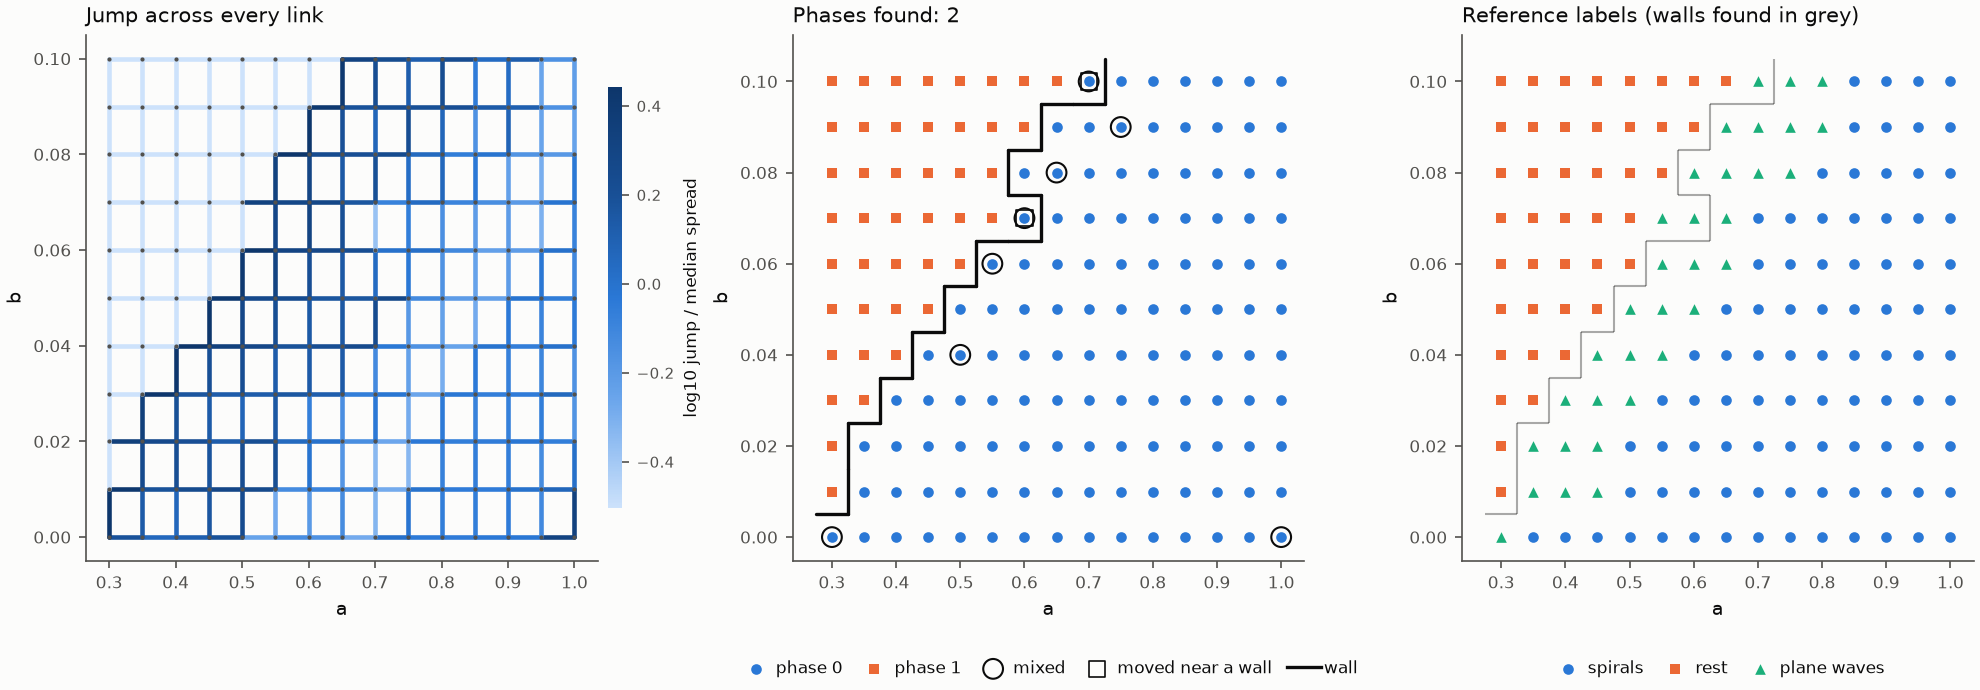 Jump across every link
0.10
0.08
0.06
0.04
0.02
0.00
b
0.3 0.4 0.5 0.6 0.7 0.8 0.9 1.0
a
0.4
0.2
0.0
−0.2
−0.4
log10 jump / median spread
Phases found: 2
0.10
0.08
0.06
0.04
0.02
0.00
b
0.3 0.4 0.5 0.6 0.7 0.8 0.9 1.0
a
phase 0 phase 1 mixed moved near a wall wall
Reference labels (walls found in grey)
0.10
0.08
0.06
0.04
0.02
0.00
b
0.3 0.4 0.5 0.6 0.7 0.8 0.9 1.0
a
spirals rest plane waves